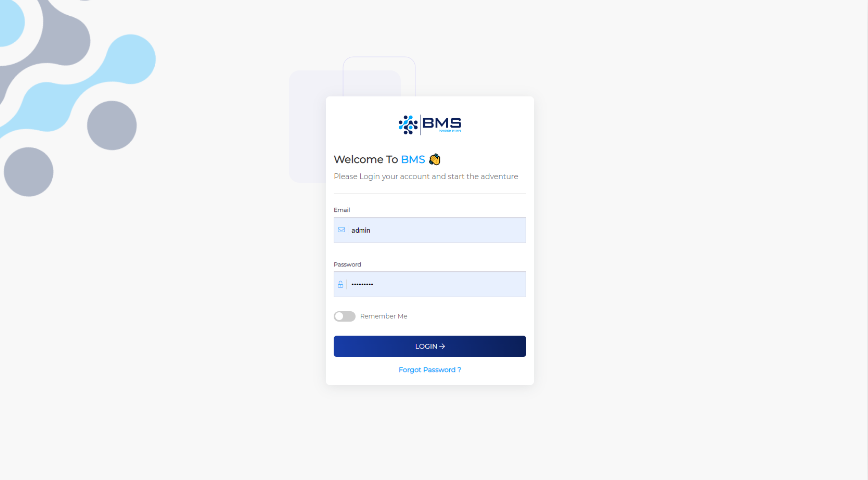 BMS
Welcome To BMS 👏
Please Login your account and start the adventure
Email
admin
Password
•••••••••
Remember Me
LOGIN →
Forgot Password ?